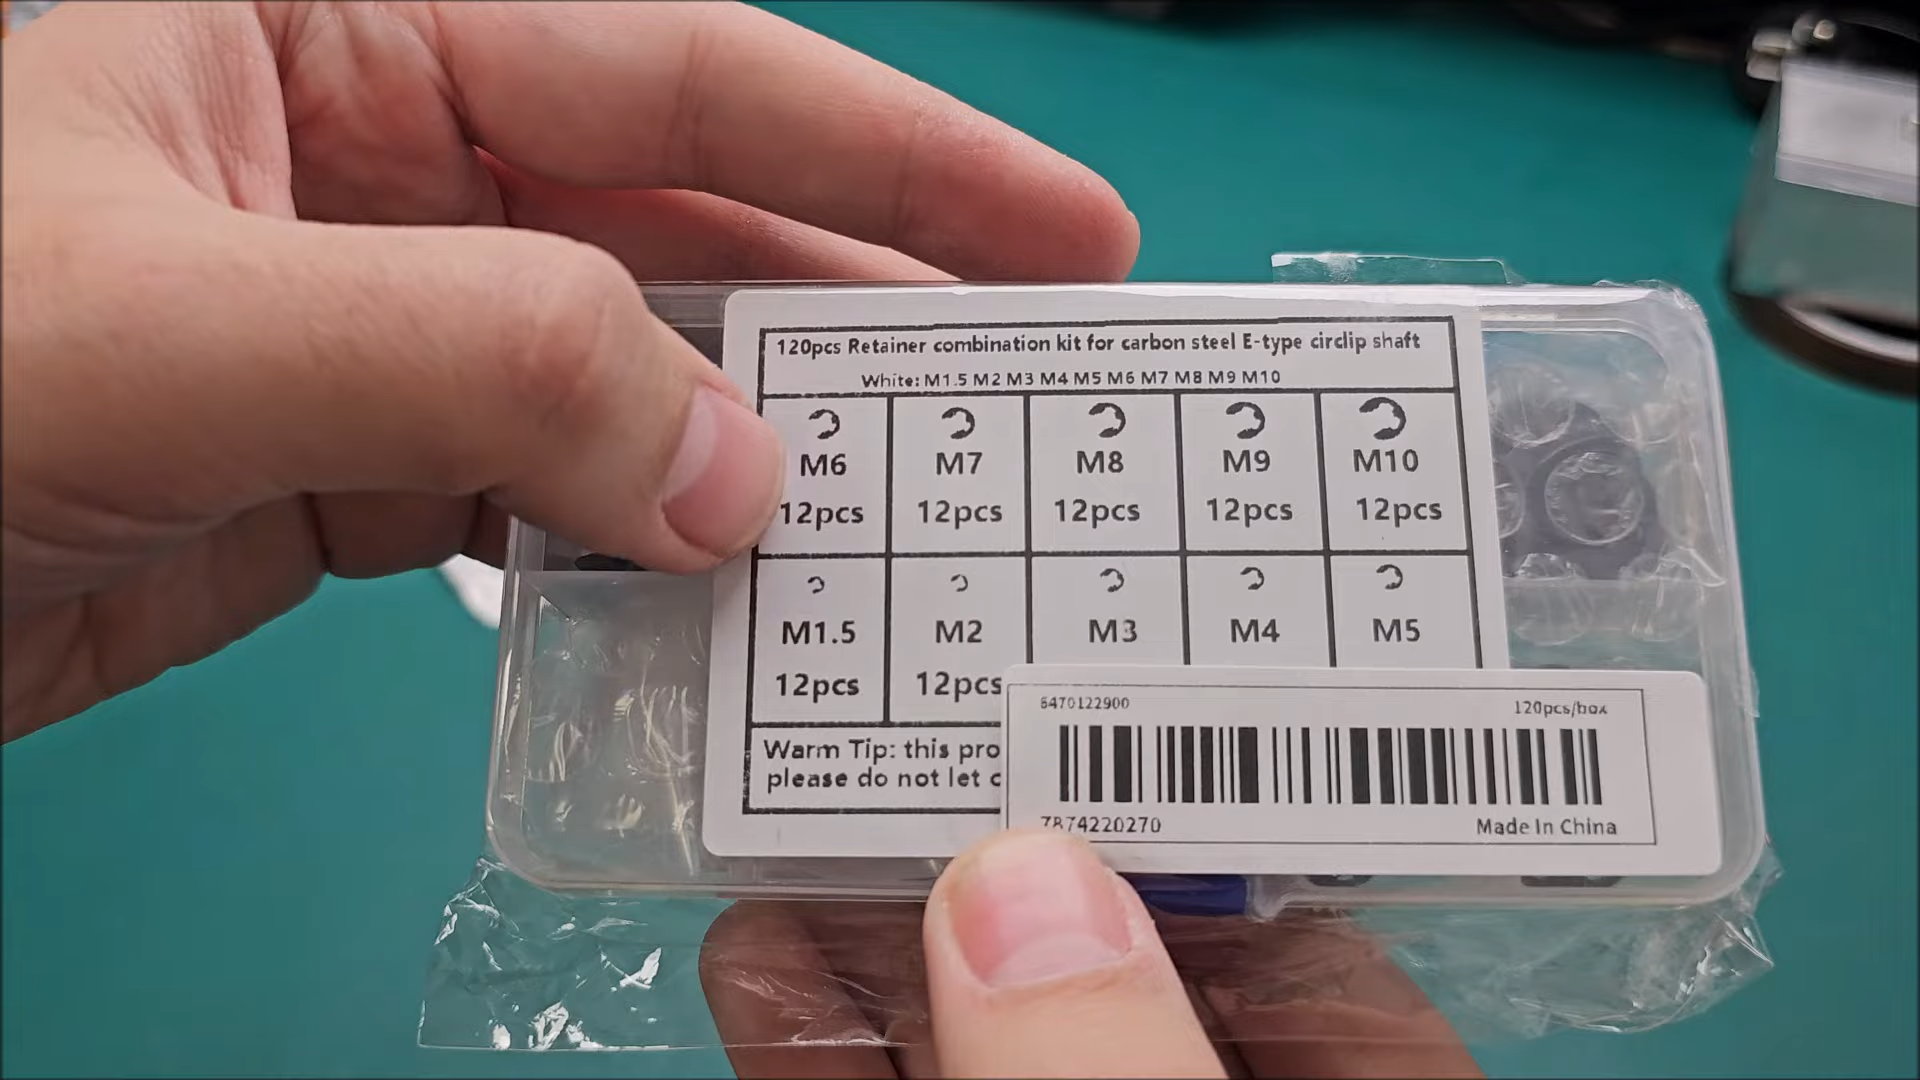 120pcs Retainer combination kit for carbon steel E-type circlip shaft
White: M1.5 M2 M3 M4 M5 M6 M7 M8 M9 M10
M6 M7 M8 M9 M10
12pcs 12pcs 12pcs 12pcs 12pcs
M1.5 M2 M3 M4 M5
12pcs 12pcs
Warm Tip: this pro
please do not let c
6470122900 120pcs/box
7874220270 Made In China